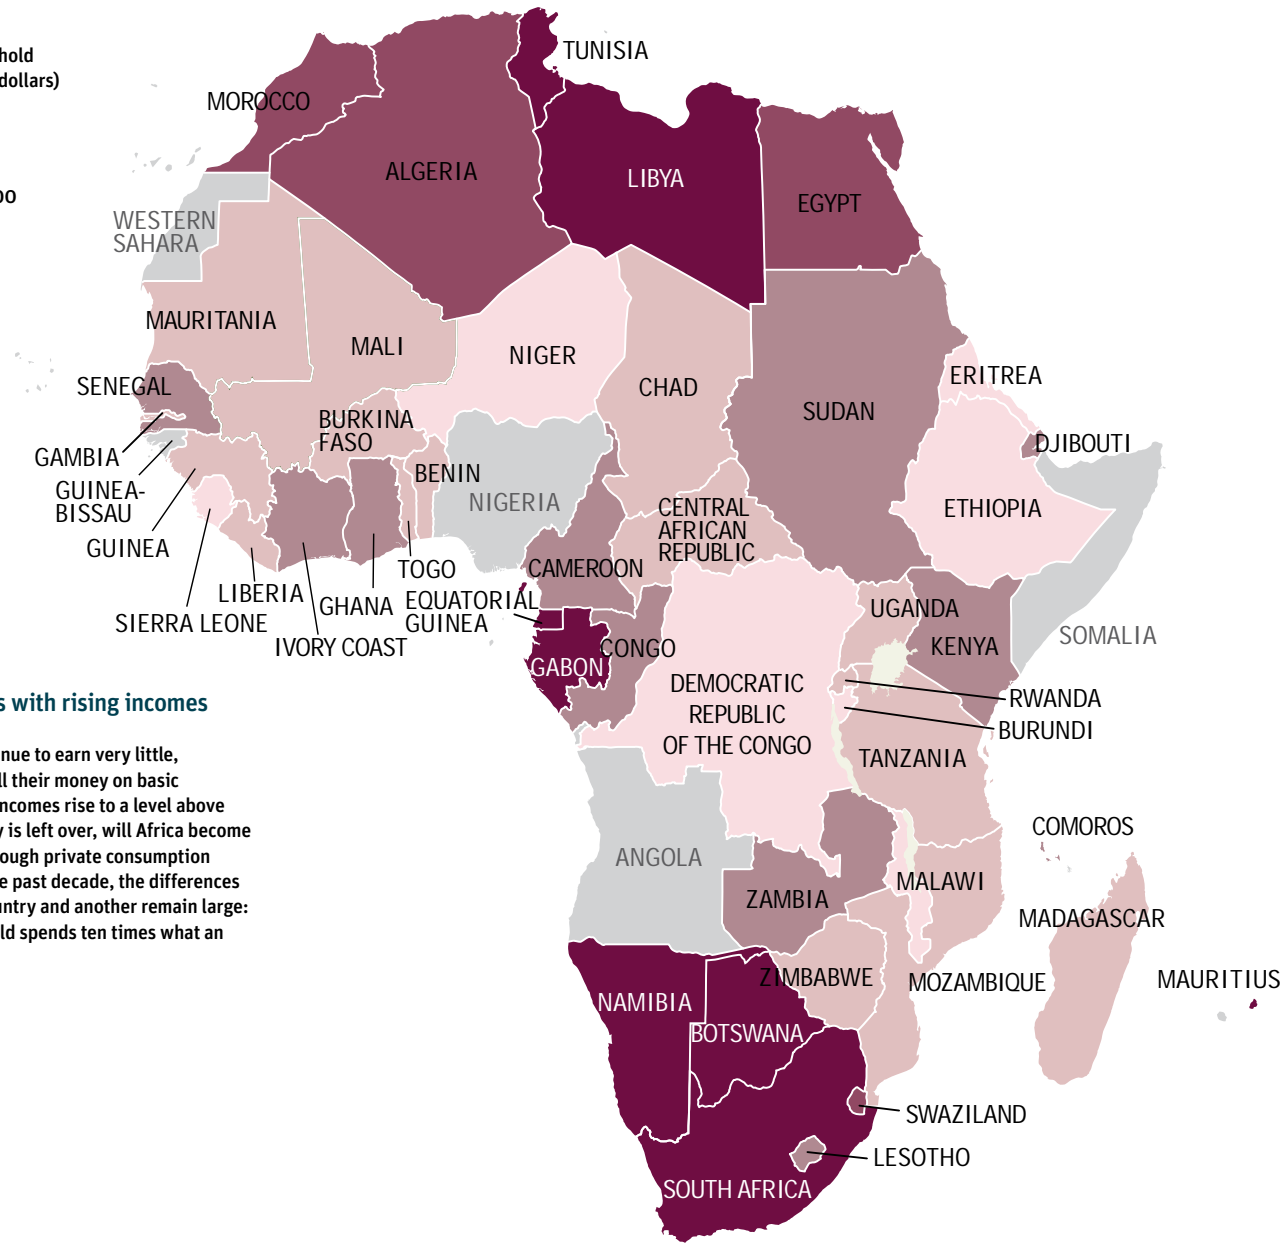 hold
dollars)
00
s with rising incomes
nue to earn very little,
ll their money on basic
incomes rise to a level above
y is left over, will Africa become
ough private consumption
e past decade, the differences
untry and another remain large:
ld spends ten times what an
TUNISIA
MOROCCO
ALGERIA
LIBYA
EGYPT
WESTERN
SAHARA
MAURITANIA
MALI
NIGER
CHAD
SUDAN
ERITREA
SENEGAL
BURKINA
FASO
DJIBOUTI
GAMBIA
BENIN
NIGERIA
GUINEA-
BISSAU
ETHIOPIA
CENTRAL
AFRICAN
REPUBLIC
GUINEA
TOGO
CAMEROON
LIBERIA
GHANA
EQUATORIAL
GUINEA
UGANDA
SIERRA LEONE
IVORY COAST
CONGO
KENYA
SOMALIA
GABON
DEMOCRATIC
REPUBLIC
OF THE CONGO
RWANDA
BURUNDI
TANZANIA
COMOROS
ANGOLA
MALAWI
ZAMBIA
MADAGASCAR
ZIMBABWE
MOZAMBIQUE
MAURITIUS
NAMIBIA
BOTSWANA
SWAZILAND
LESOTHO
SOUTH AFRICA